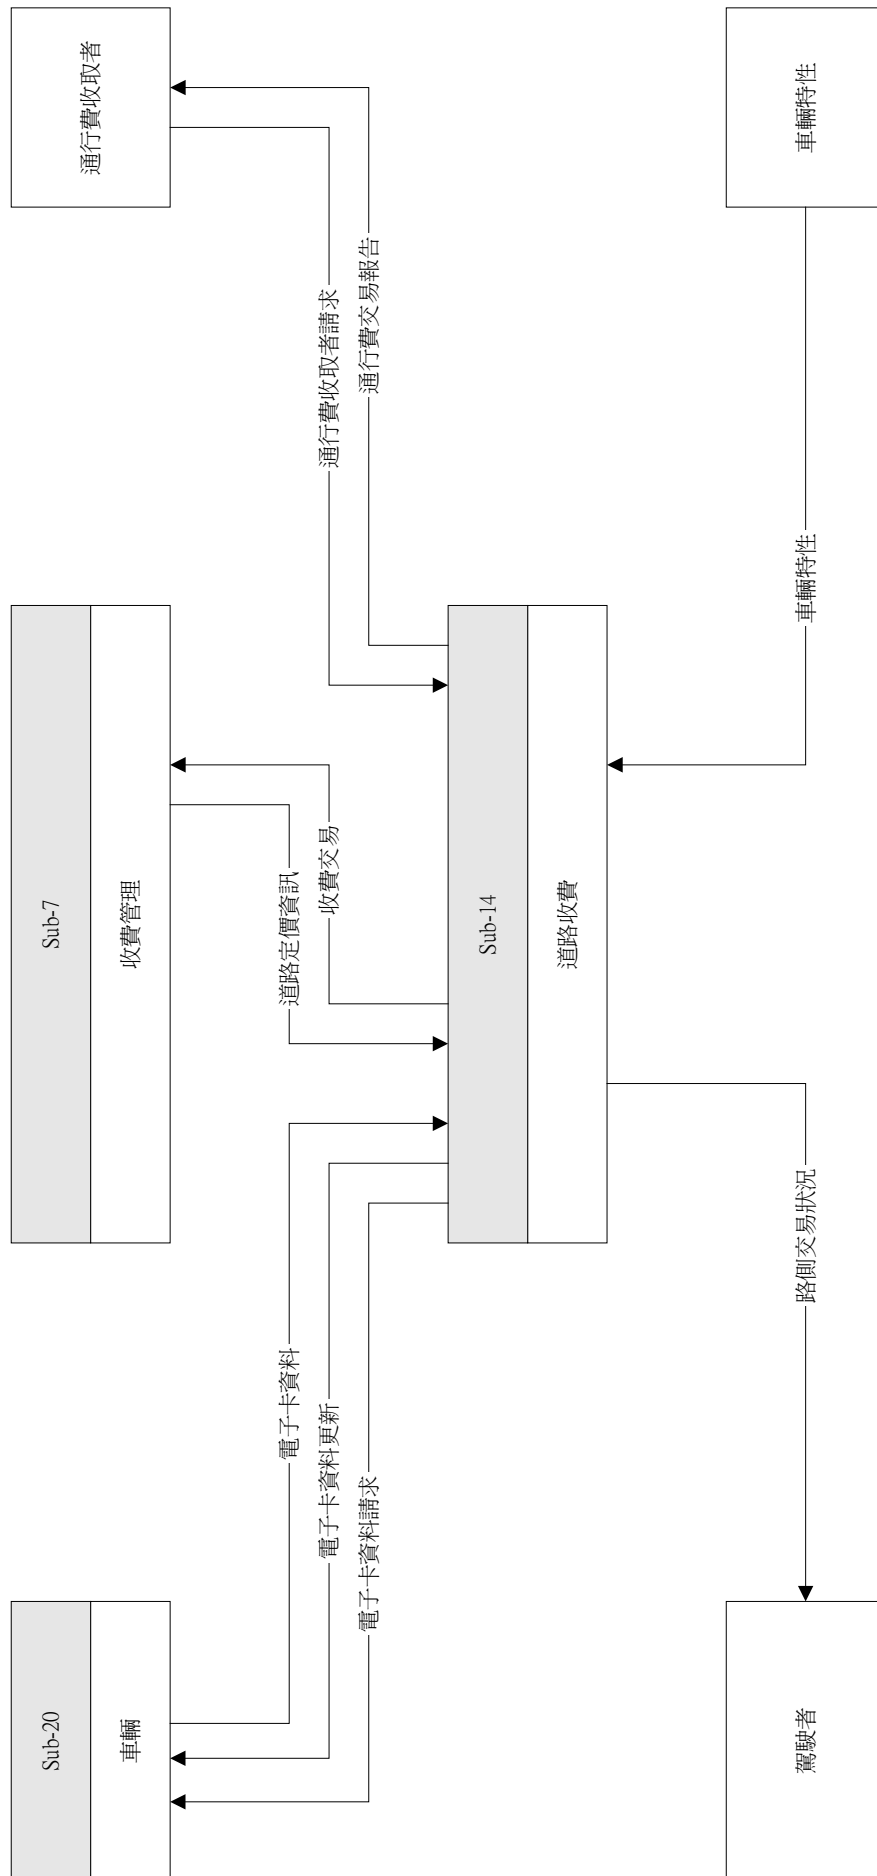 Sub-20
車輛
Sub-7
收費管理
通行費收取者
電子卡資料
電子卡資料更新
電子卡資料請求
道路定價資訊
收費交易
通行費收取者請求
通行費交易報告
Sub-14
道路收費
路側交易狀況
車輛特性
駕駛者
車輛特性